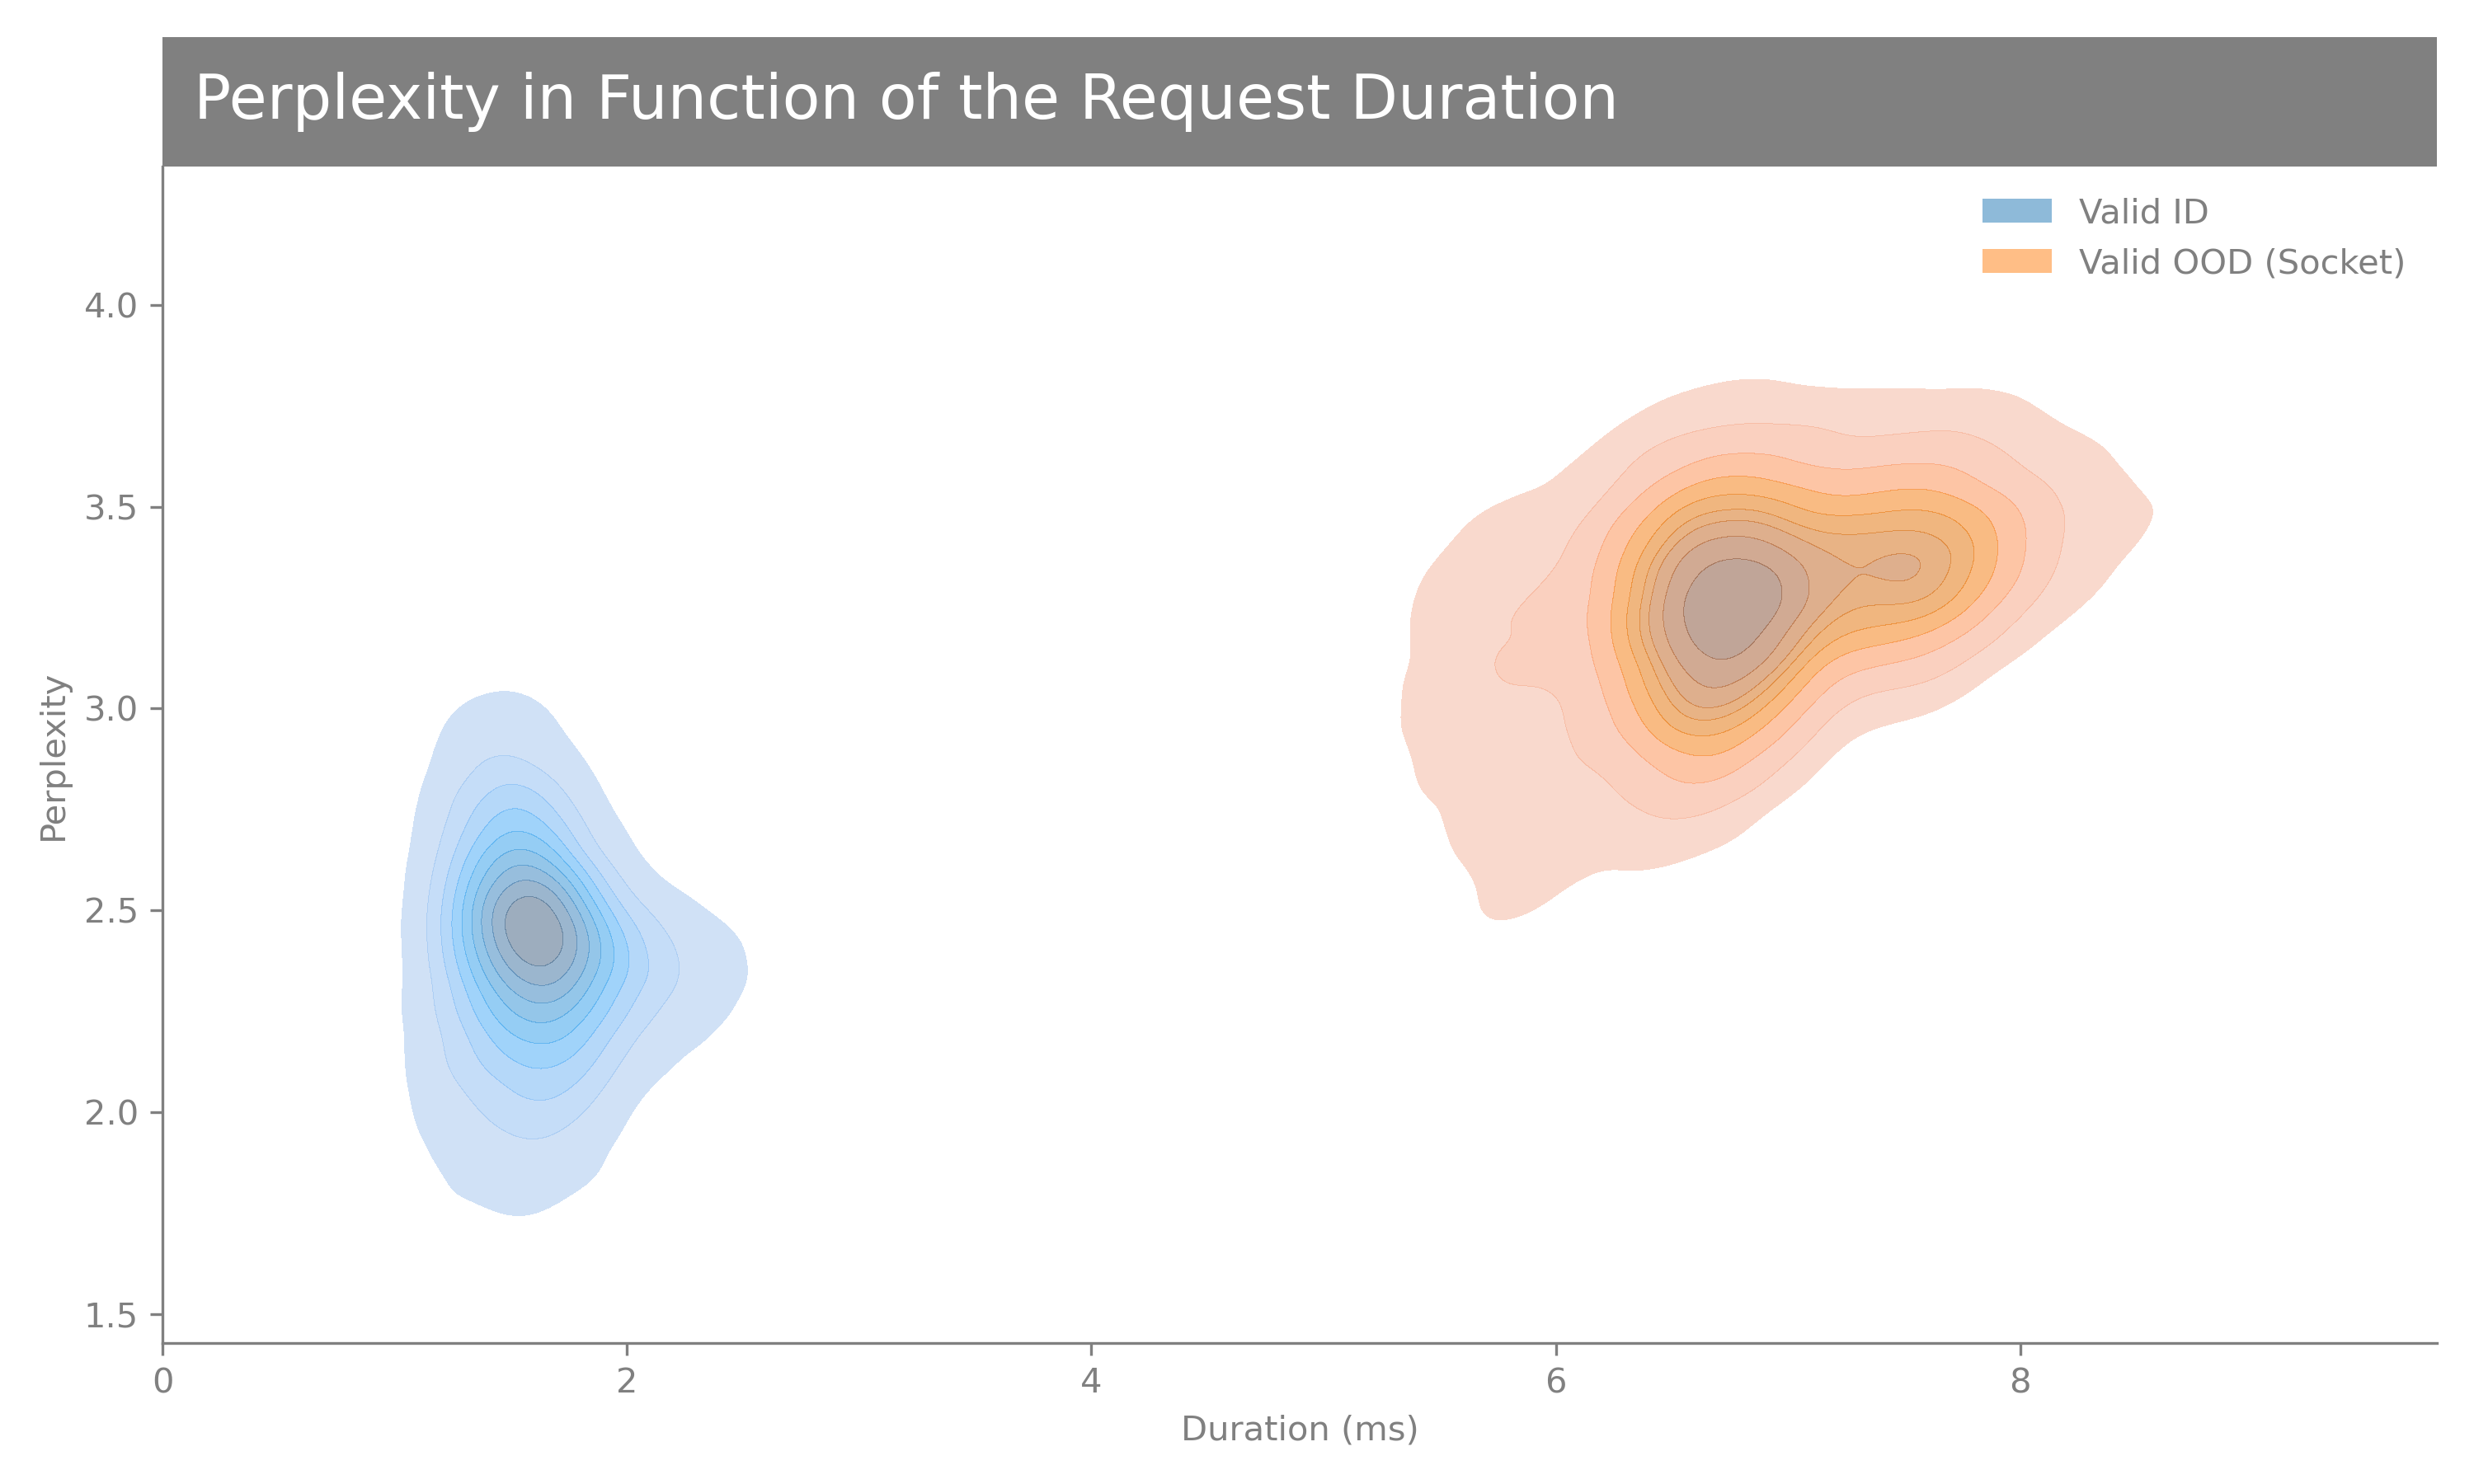 Perplexity in Function of the Request Duration
Valid ID
Valid OOD (Socket)
Perplexity
4.0
3.5
3.0
2.5
2.0
1.5
0 2 4 6 8
Duration (ms)